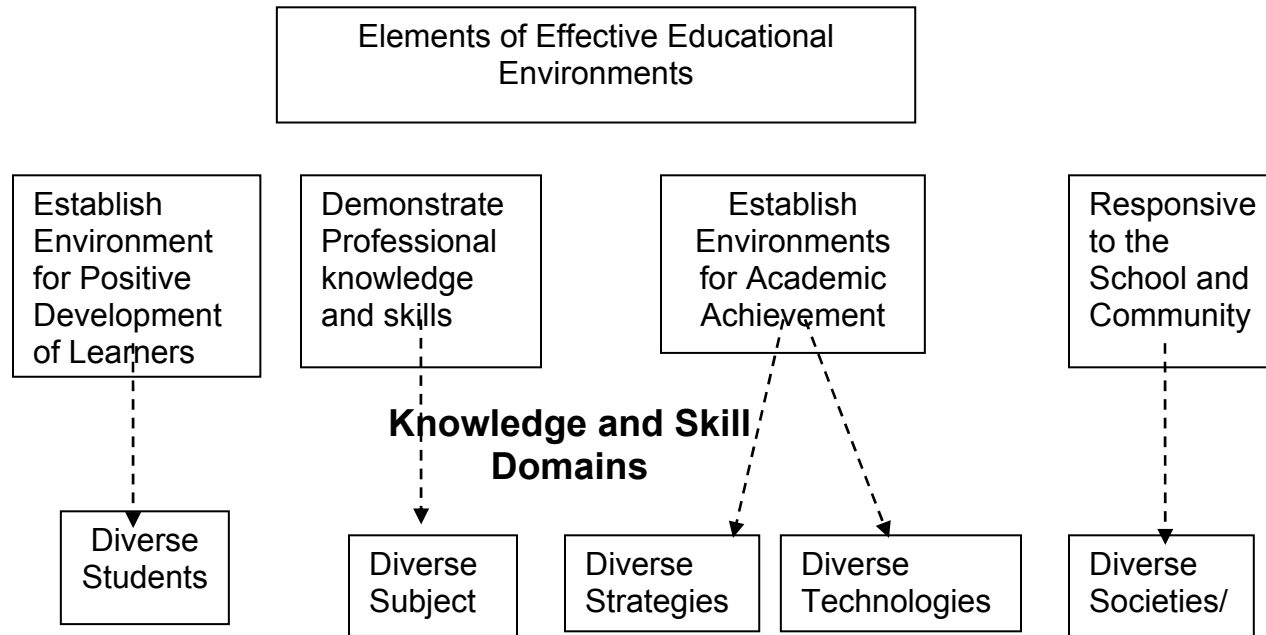 Elements of Effective Educational
Environments
Establish
Environment
for Positive
Development
of Learners
Demonstrate
Professional
knowledge
and skills
Establish
Environments
for Academic
Achievement
Responsive
to the
School and
Community
Knowledge and Skill
Domains
Diverse
Students
Diverse
Subject
Diverse
Strategies
Diverse
Technologies
Diverse
Societies/